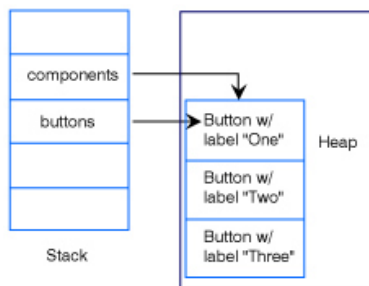 components
buttons
Stack
Button w/
label "One"
Button w/
label "Two"
Button w/
label "Three"
Heap